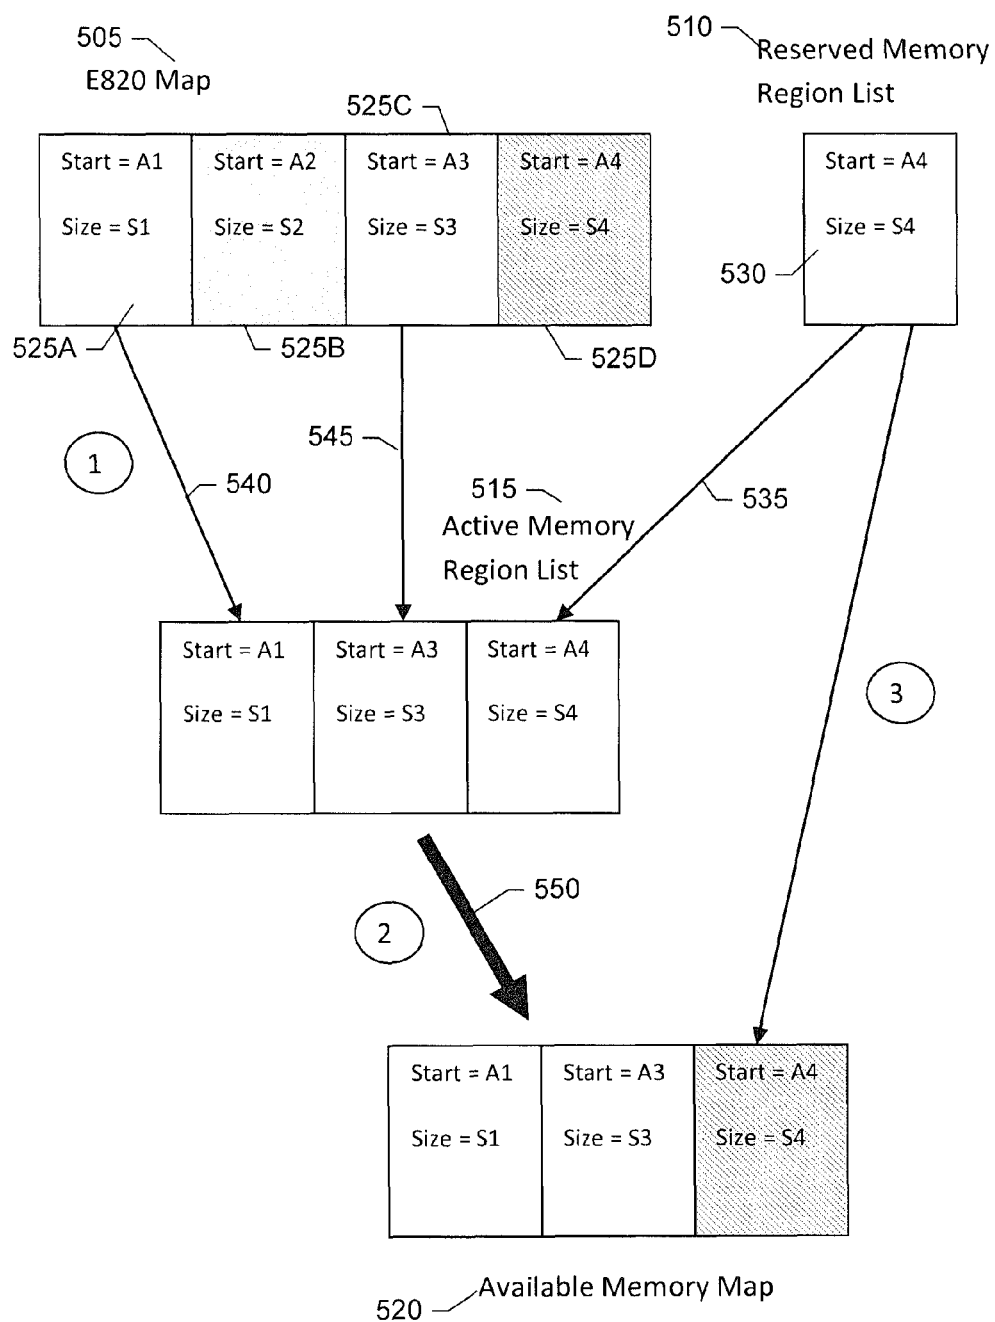 505
E820 Map
510
Reserved Memory
Region List
525C
Start = A1
Size = S1
Start = A2
Size = S2
Start = A3
Size = S3
Start = A4
Size = S4
Start = A4
Size = S4
530
525A
525B
525D
1
540
545
535
515
Active Memory
Region List
Start = A1
Size = S1
Start = A3
Size = S3
Start = A4
Size = S4
3
550
2
Start = A1
Size = S1
Start = A3
Size = S3
Start = A4
Size = S4
520
Available Memory Map